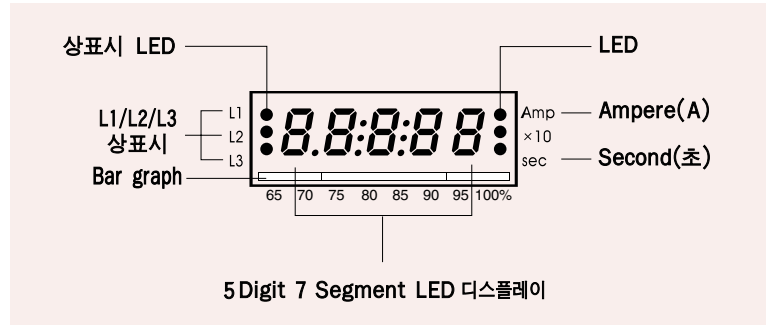 상표시 LED
LED
L1/L2/L3
상표시
L1
L2
L3
8.8:8:8 8
Amp
×10
sec
Ampere(A)
Second(초)
Bar graph
65 70 75 80 85 90 95 100%
5 Digit 7 Segment LED 디스플레이